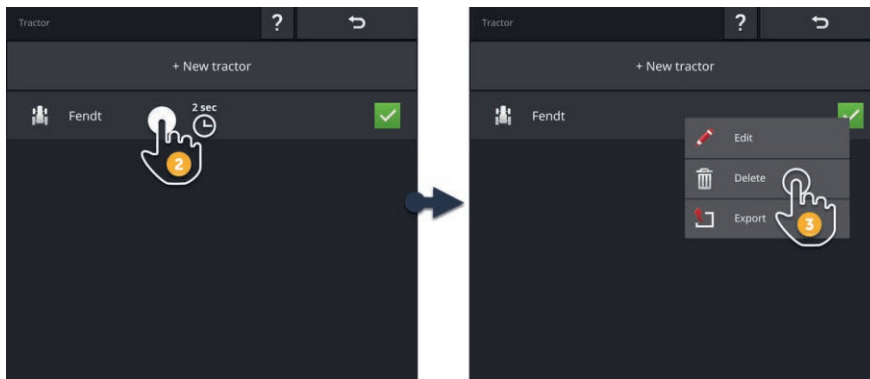 Tractor
?
+ New tractor
Fendt
2 sec
2
Tractor
?
+ New tractor
Fendt
Edit
Delete
Export
3